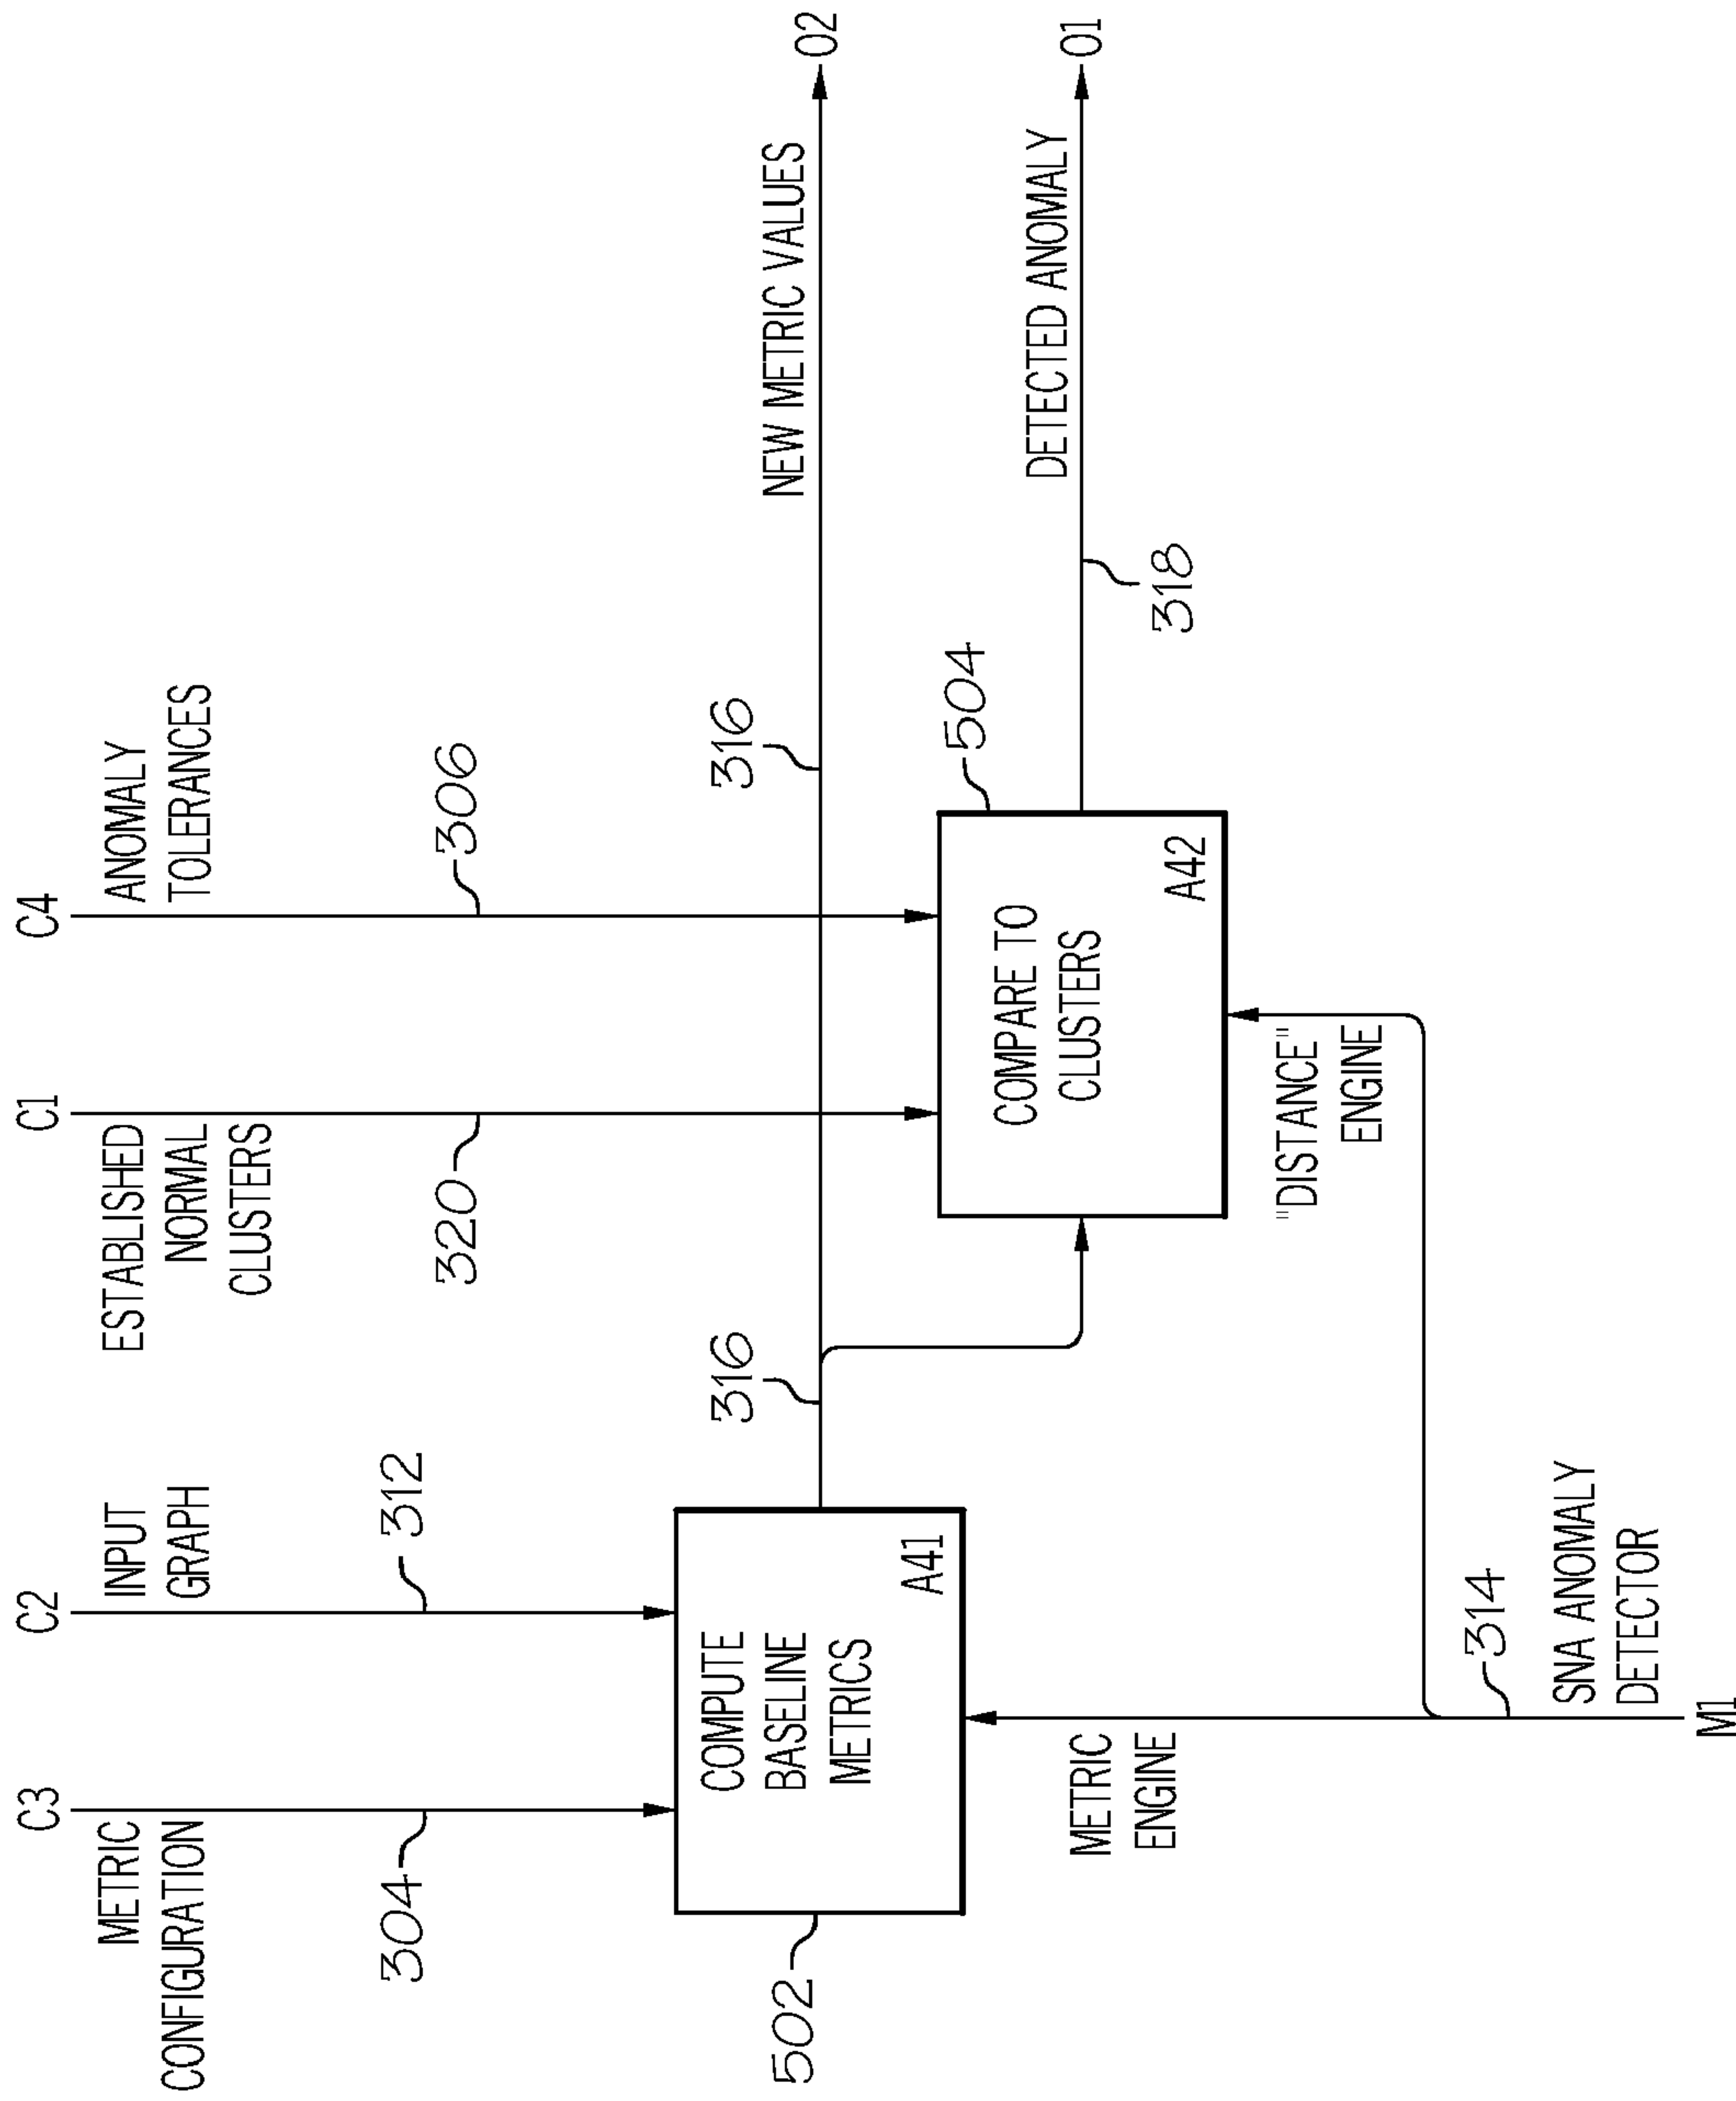 C3
C2
C1
C4
METRIC
CONFIGURATION
INPUT
GRAPH
ESTABLISHED
NORMAL
CLUSTERS
ANOMALY
TOLERANCES
304
312
320
306
316
316
NEW METRIC VALUES
O2
502
COMPUTE
BASELINE
METRICS
A41
504
COMPARE TO
CLUSTERS
A42
DETECTED ANOMALY
O1
318
METRIC
ENGINE
"DISTANCE"
ENGINE
314
SNA ANOMALY
DETECTOR
M1